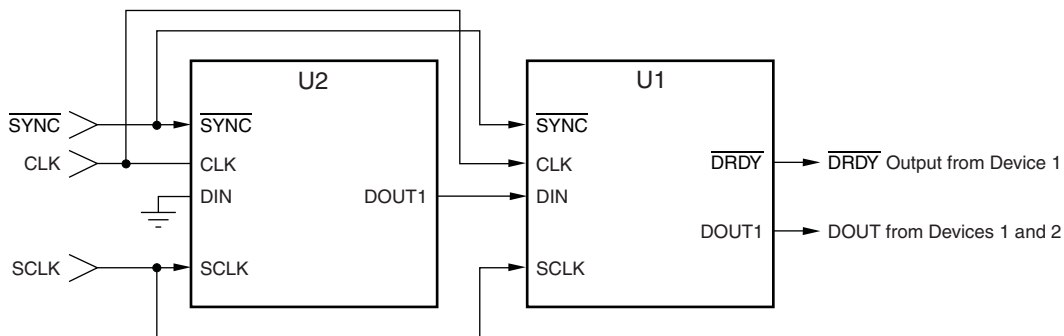 U2
U1
SYNC
SYNC
SYNC
CLK
CLK
CLK
DRDY
DRDY Output from Device 1
DIN
DOUT1
DIN
DOUT1
DOUT from Devices 1 and 2
SCLK
SCLK
SCLK